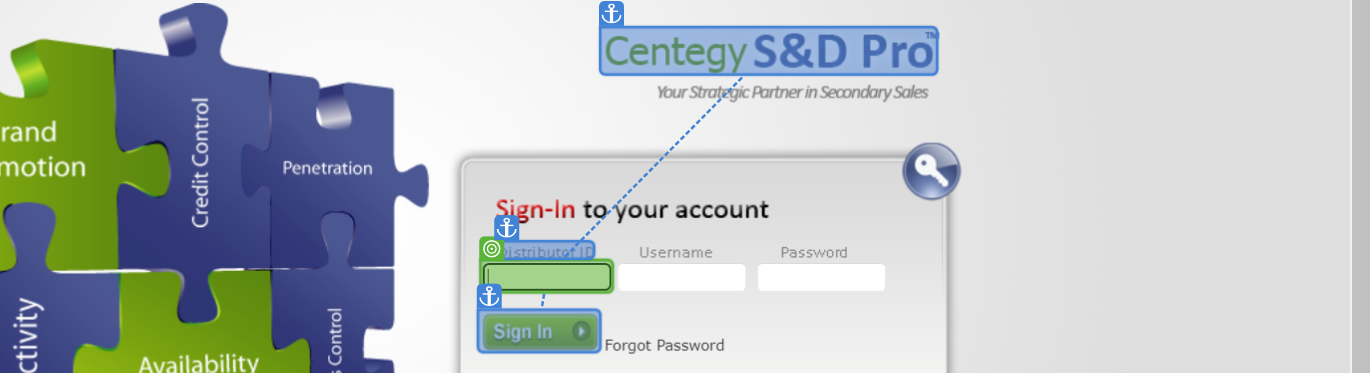 Centegy S&D Pro™
Your Strategic Partner in Secondary Sales
rand
motion
Credit Control
Penetration
Sign-In to your account
Distributor ID
Username
Password
Sign In
Forgot Password
ctivity
Availability
Control